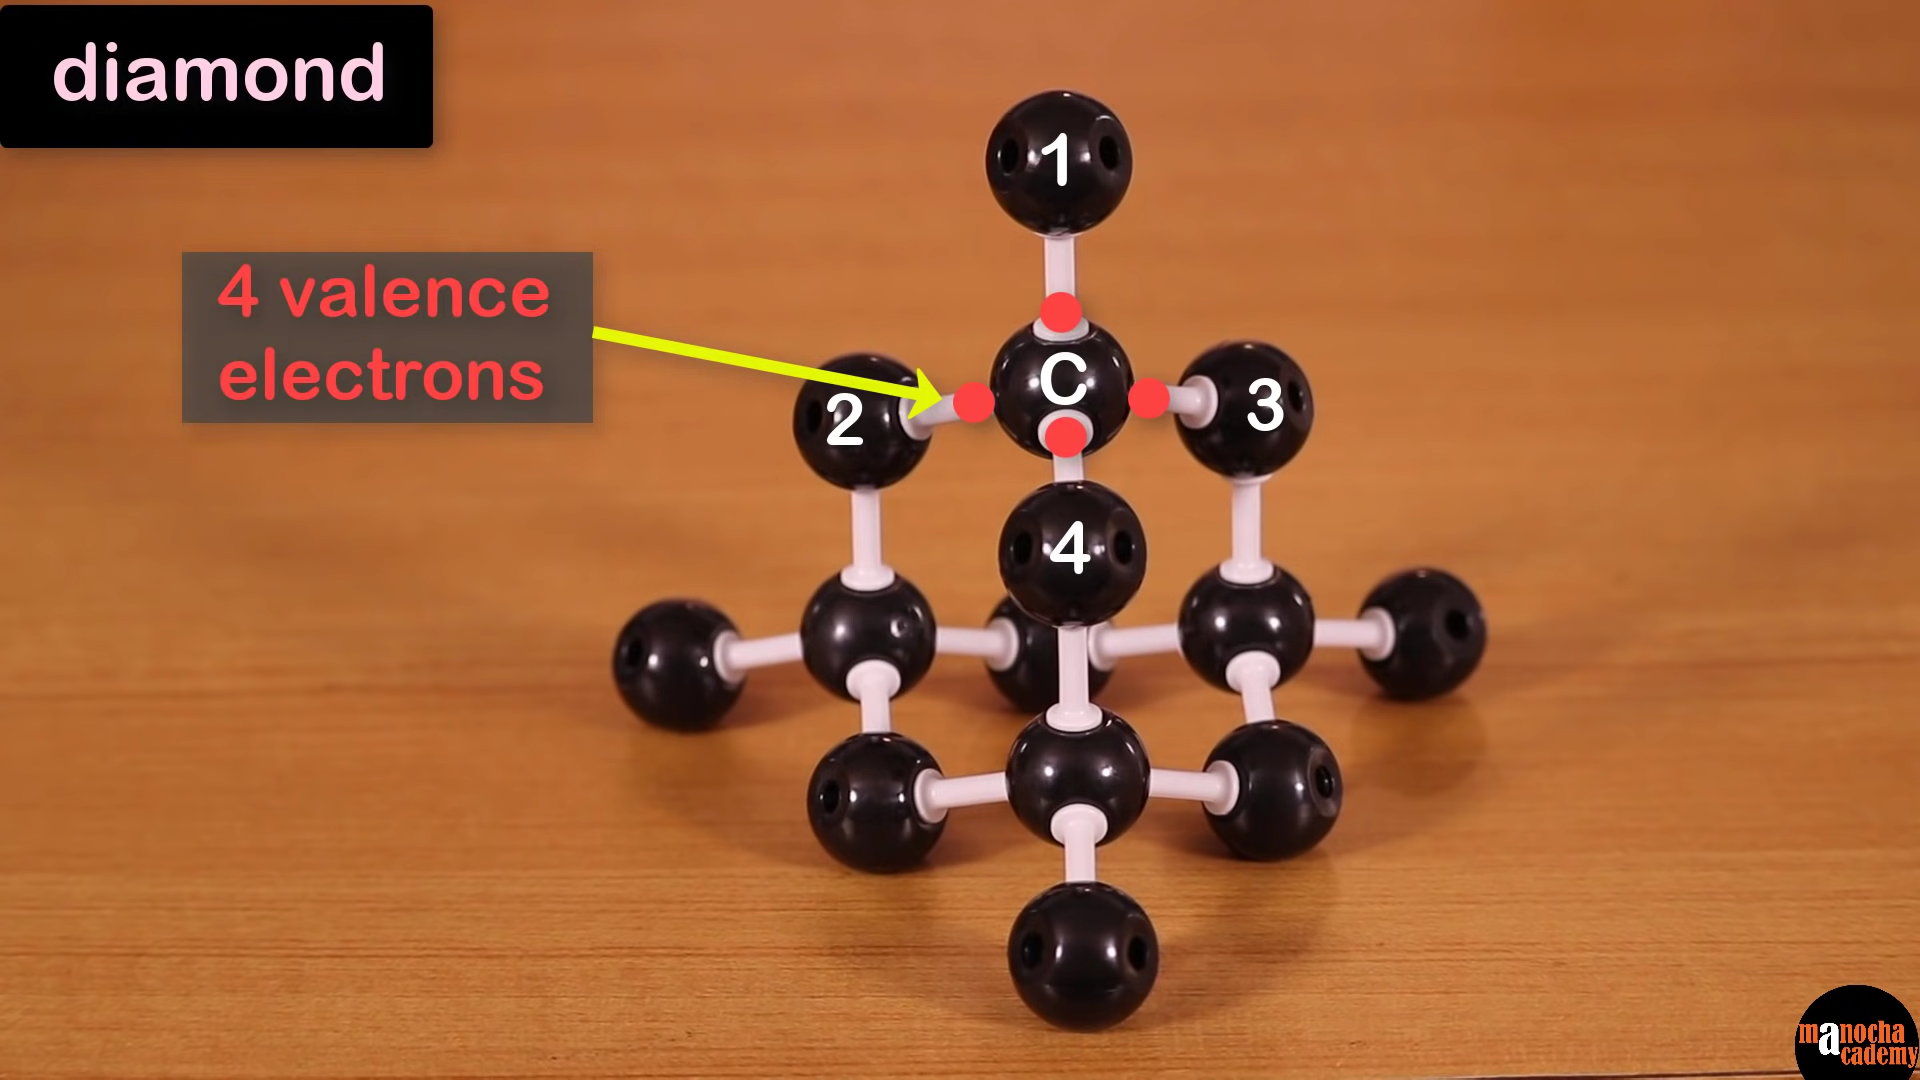 diamond
1
4 valence
electrons
C
2
3
4
manocha
academy